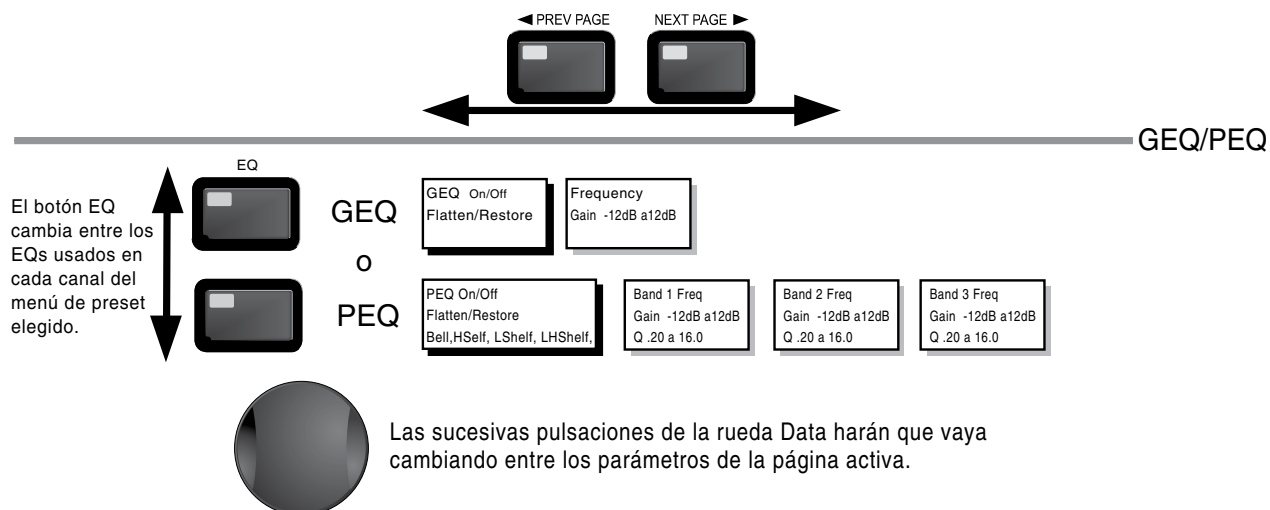 ◄ PREV PAGE NEXT PAGE ►
GEQ/PEQ
EQ
El botón EQ
cambia entre los
EQs usados en
cada canal del
menú de preset
elegido.
GEQ
o
PEQ
GEQ On/Off
Flatten/Restore
Frequency
Gain -12dB a12dB
PEQ On/Off
Flatten/Restore
Bell,HSelf, LShelf, LHShelf,
Band 1 Freq
Gain -12dB a12dB
Q .20 a 16.0
Band 2 Freq
Gain -12dB a12dB
Q .20 a 16.0
Band 3 Freq
Gain -12dB a12dB
Q .20 a 16.0
Las sucesivas pulsaciones de la rueda Data harán que vaya
cambiando entre los parámetros de la página activa.